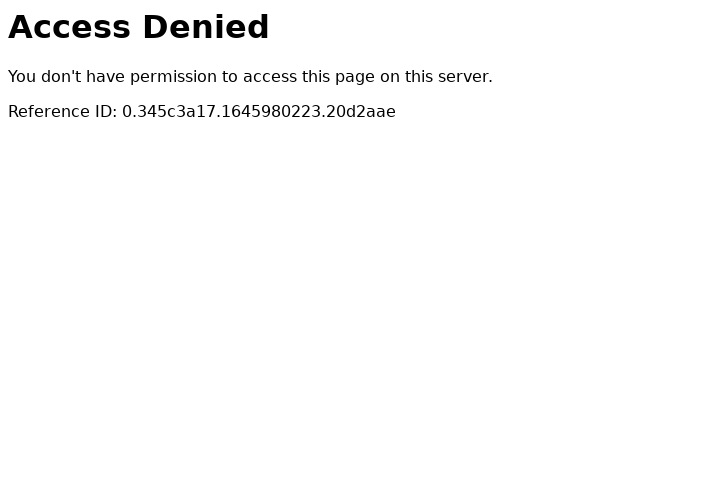 Access Denied
You don't have permission to access this page on this server.
Reference ID: 0.345c3a17.1645980223.20d2aae